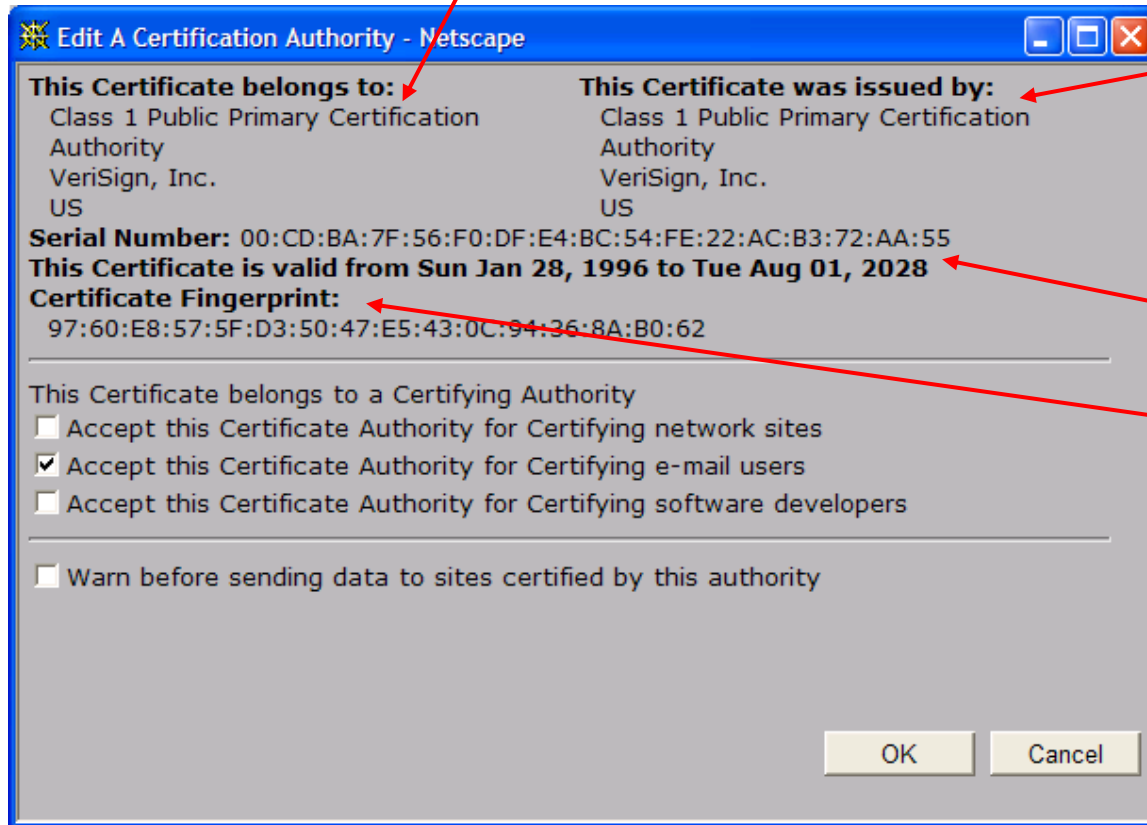 Edit A Certification Authority - Netscape
This Certificate belongs to:
Class 1 Public Primary Certification
Authority
VeriSign, Inc.
US
This Certificate was issued by:
Class 1 Public Primary Certification
Authority
VeriSign, Inc.
US
Serial Number: 00:CD:BA:7F:56:F0:DF:E4:BC:54:FE:22:AC:B3:72:AA:55
This Certificate is valid from Sun Jan 28, 1996 to Tue Aug 01, 2028
Certificate Fingerprint:
97:60:E8:57:5F:D3:50:47:E5:43:0C:94:36:8A:B0:62
This Certificate belongs to a Certifying Authority
Accept this Certificate Authority for Certifying network sites
Accept this Certificate Authority for Certifying e-mail users
Accept this Certificate Authority for Certifying software developers
Warn before sending data to sites certified by this authority
OK
Cancel